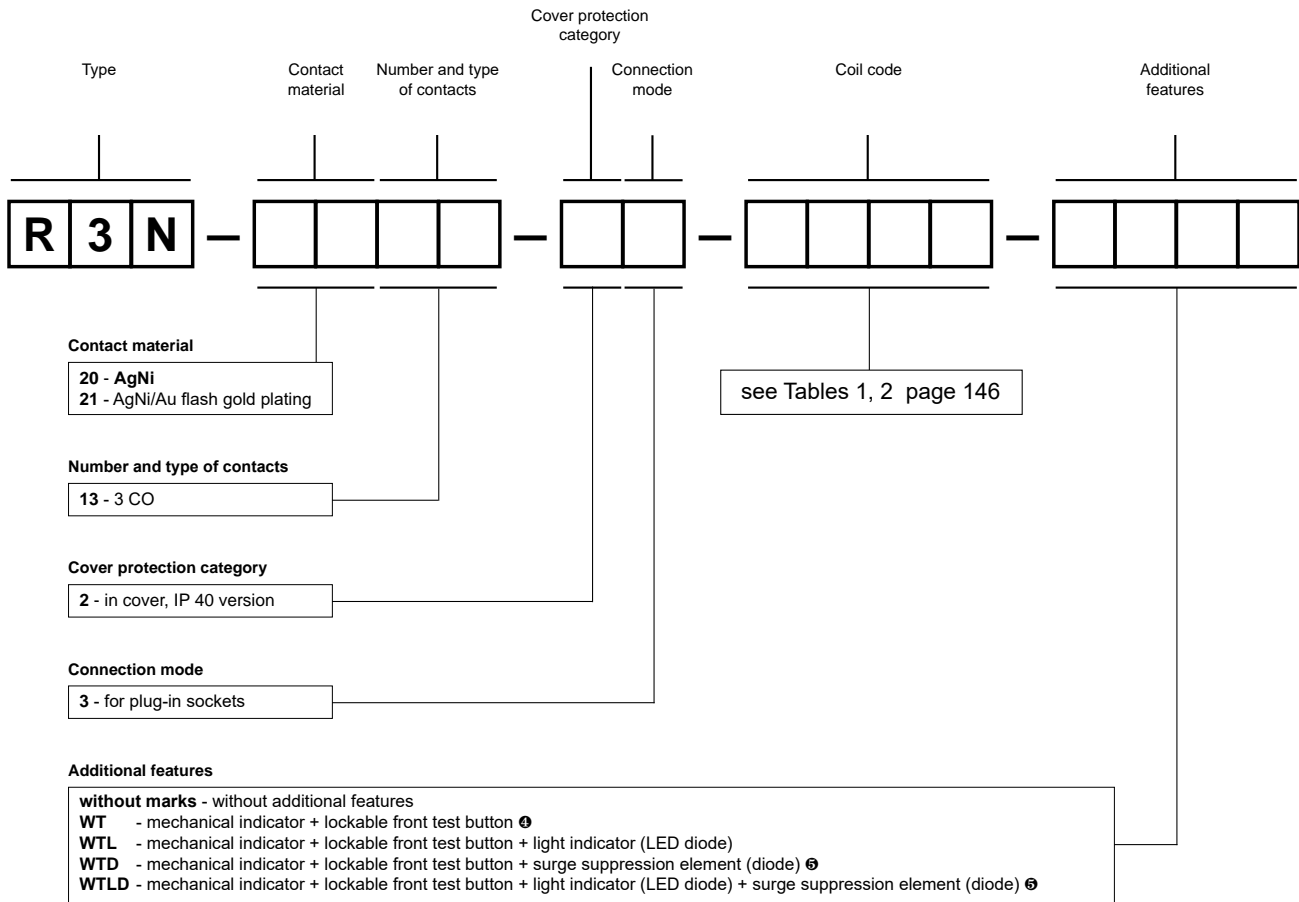 Cover protection
category
Type
Contact
material
Number and type
of contacts
Connection
mode
Coil code
Additional
features
R 3 N – – – –
Contact material
20 - AgNi
21 - AgNi/Au flash gold plating
see Tables 1, 2 page 146
Number and type of contacts
13 - 3 CO
Cover protection category
2 - in cover, IP 40 version
Connection mode
3 - for plug-in sockets
Additional features
without marks - without additional features
WT - mechanical indicator + lockable front test button ❹
WTL - mechanical indicator + lockable front test button + light indicator (LED diode)
WTD - mechanical indicator + lockable front test button + surge suppression element (diode) ❺
WTLD - mechanical indicator + lockable front test button + light indicator (LED diode) + surge suppression element (diode) ❺